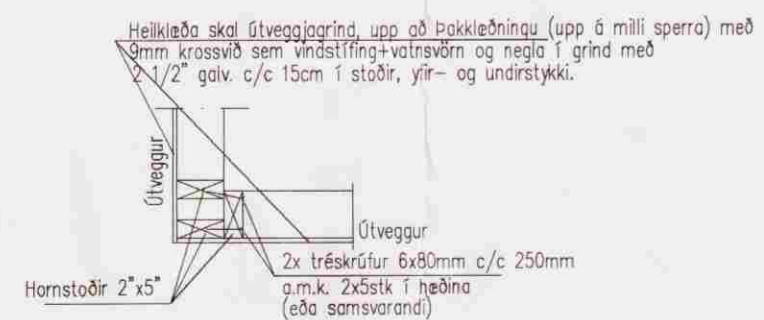 Heilklæða skal útveggjagrind, upp að Þakklæðningu (upp á milli sperra) með
9mm krossvið sem vindstífing+vatnsvörn og negla í grind með
2 1/2" galv. c/c 15cm í stoðir, yfir- og undirstykki.
Útveggur
Útveggur
2x tréskrúfur 6x80mm c/c 250mm
a.m.k. 2x5stk í hæðina
(eða samsvarandi)
Hornstoðir 2"x5"